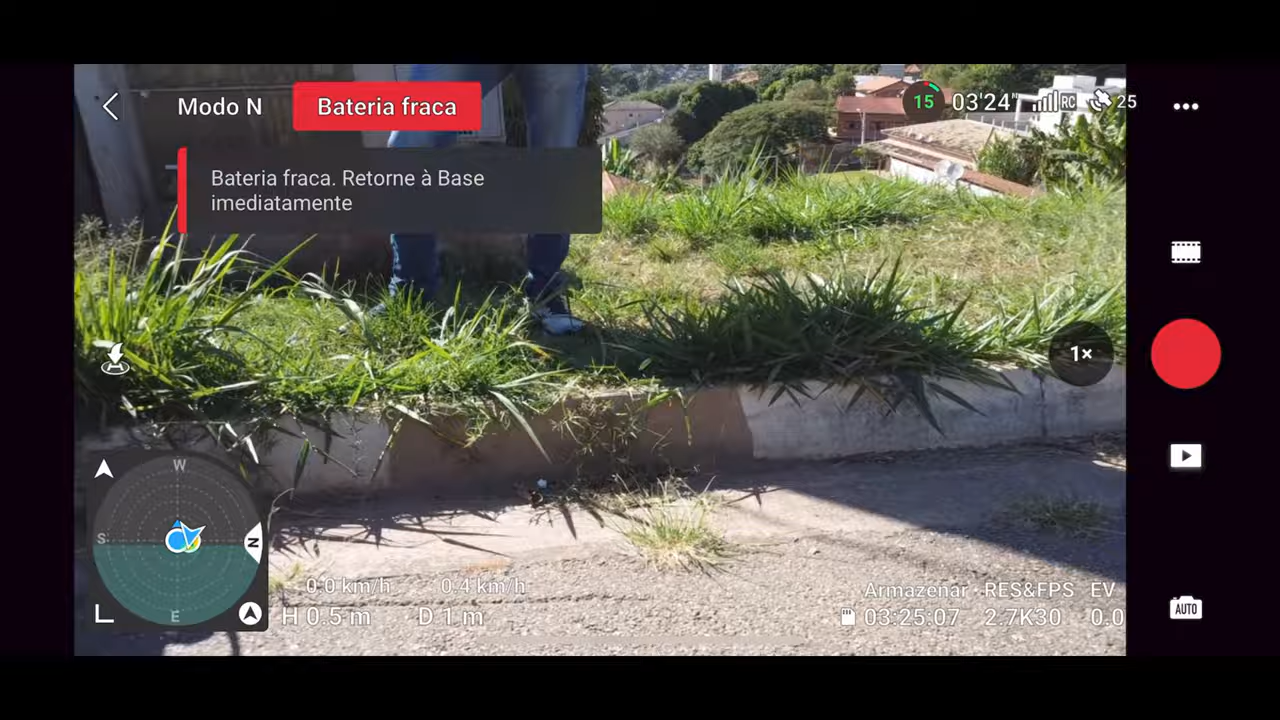 Modo N
Bateria fraca
15
03'24"
RC
25
Bateria fraca. Retorne à Base
imediatamente
1×
W
S
N
E
0.0 km/h
0.4 km/h
H 0.5 m
D 1 m
Armazenar
RES&FPS
EV
03:25:07
2.7K30
0.0
AUTO